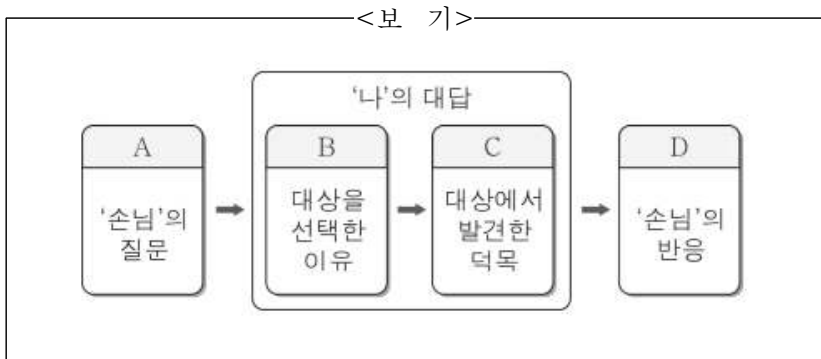 <보 기>
‘나’의 대답
A
‘손님’의
질문
B
대상을
선택한
이유
C
대상에서
발견한
덕목
D
‘손님’의
반응